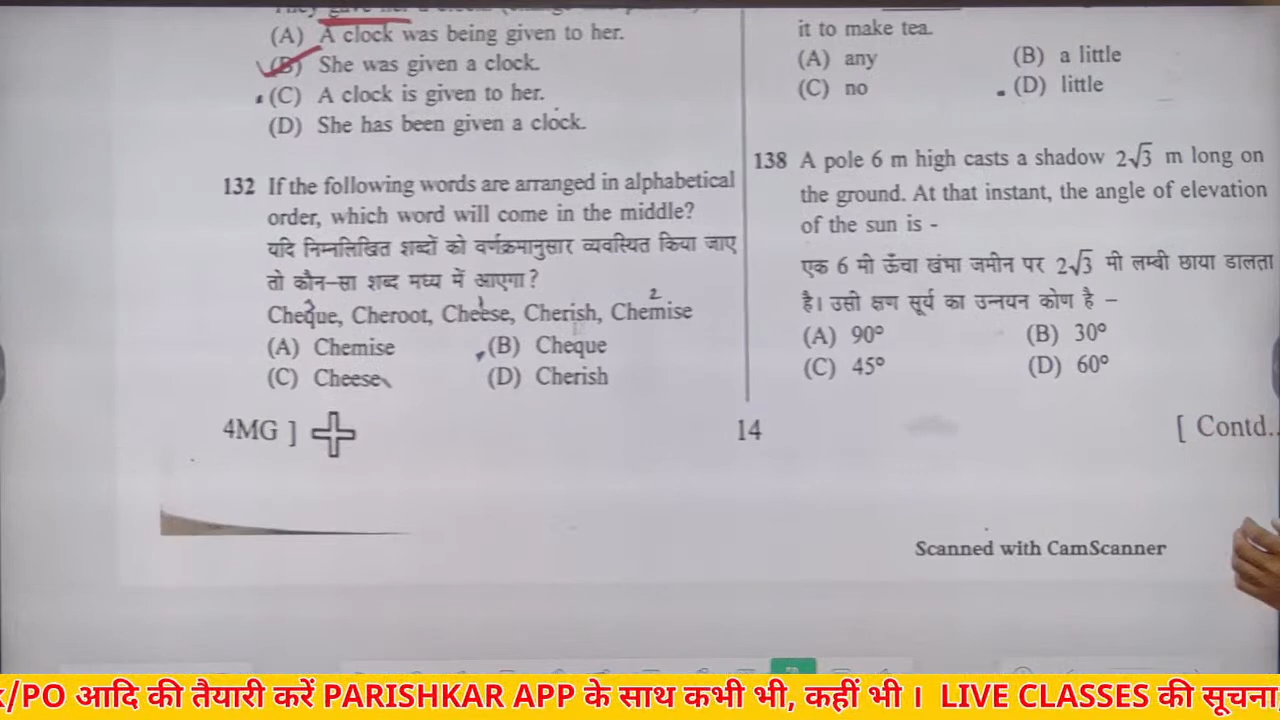 They gave her a clock.
(A) A clock was being given to her.
(B) She was given a clock.
(C) A clock is given to her.
(D) She has been given a clock.
132 If the following words are arranged in alphabetical
order, which word will come in the middle?
यदि निम्नलिखित शब्दों को वर्णक्रमानुसार व्यवस्थित किया जाए
तो कौन-सा शब्द मध्य में आएगा?
2
Cheque, Cheroot, Cheese, Cherish, Chemise
(A) Chemise (B) Cheque
(C) Cheese (D) Cherish
it to make tea.
(A) any (B) a little
(C) no (D) little
138 A pole 6 m high casts a shadow 2√3 m long on
the ground. At that instant, the angle of elevation
of the sun is -
एक 6 मी ऊँचा खंभा जमीन पर 2√3 मी लम्बी छाया डालता
है। उसी क्षण सूर्य का उन्नयन कोण है –
(A) 90° (B) 30°
(C) 45° (D) 60°
4MG ] 14 [ Contd..
Scanned with CamScanner
/PO आदि की तैयारी करें PARISHKAR APP के साथ कभी भी, कहीं भी । LIVE CLASSES की सूचना,